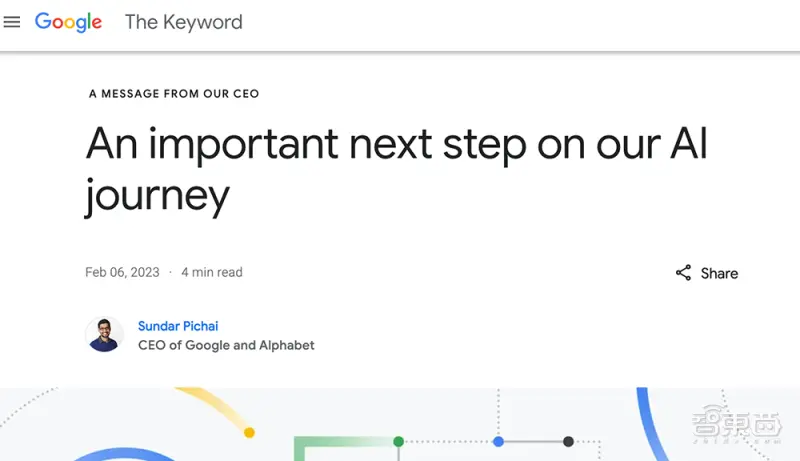 Google The Keyword
A MESSAGE FROM OUR CEO
An important next step on our AI
journey
Feb 06, 2023 · 4 min read
Share
Sundar Pichai
CEO of Google and Alphabet
智東西